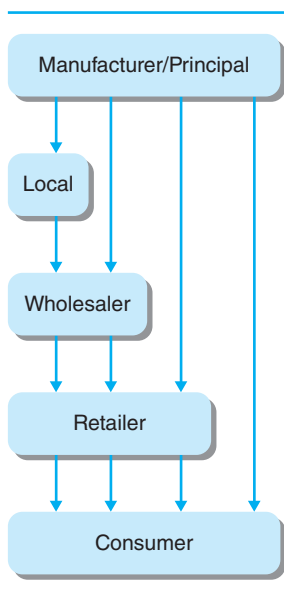 Manufacturer/Principal
Local
Wholesaler
Retailer
Consumer